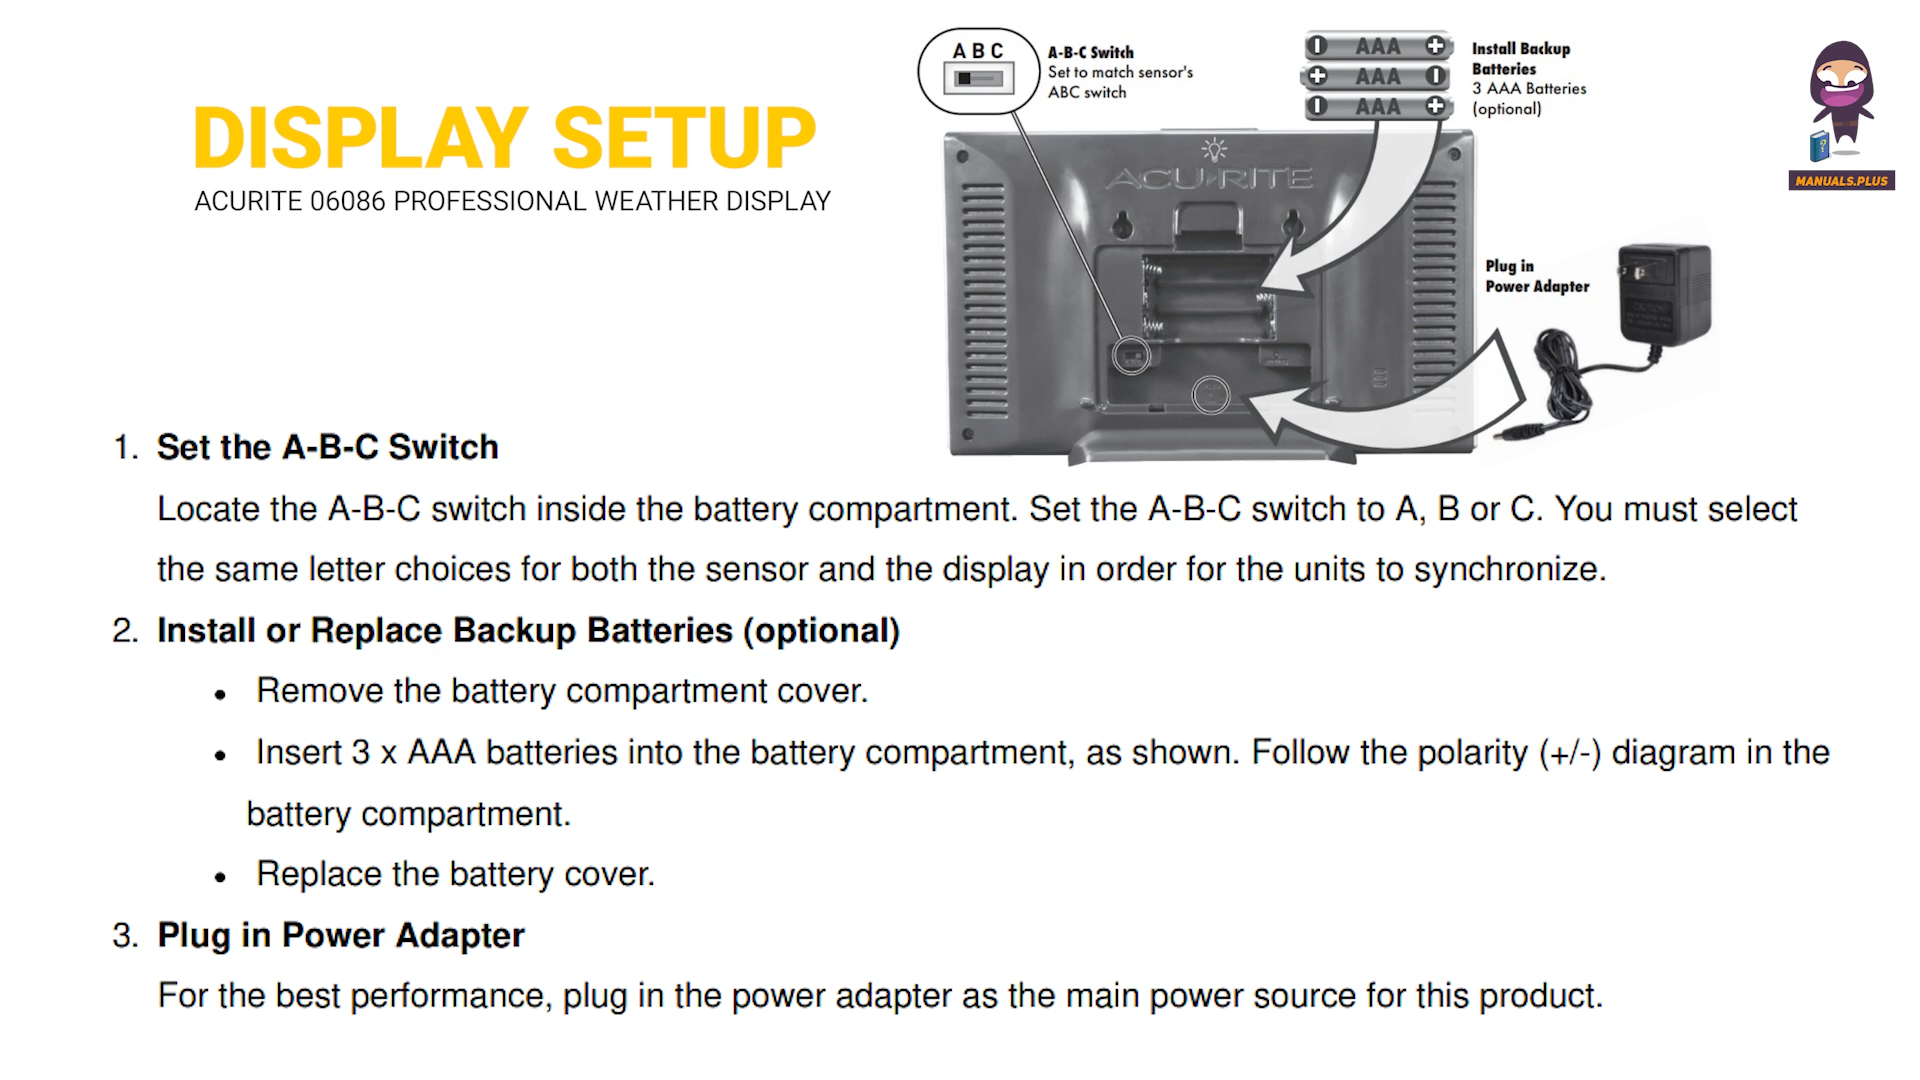 DISPLAY SETUP
ACURITE 06086 PROFESSIONAL WEATHER DISPLAY
A B C
A-B-C Switch
Set to match sensor's
ABC switch
AAA
AAA
AAA
Install Backup
Batteries
3 AAA Batteries
(optional)
MANUALS.PLUS
ACU RITE
Plug in
Power Adapter
1. Set the A-B-C Switch
Locate the A-B-C switch inside the battery compartment. Set the A-B-C switch to A, B or C. You must select
the same letter choices for both the sensor and the display in order for the units to synchronize.
2. Install or Replace Backup Batteries (optional)
• Remove the battery compartment cover.
• Insert 3 x AAA batteries into the battery compartment, as shown. Follow the polarity (+/-) diagram in the
battery compartment.
• Replace the battery cover.
3. Plug in Power Adapter
For the best performance, plug in the power adapter as the main power source for this product.